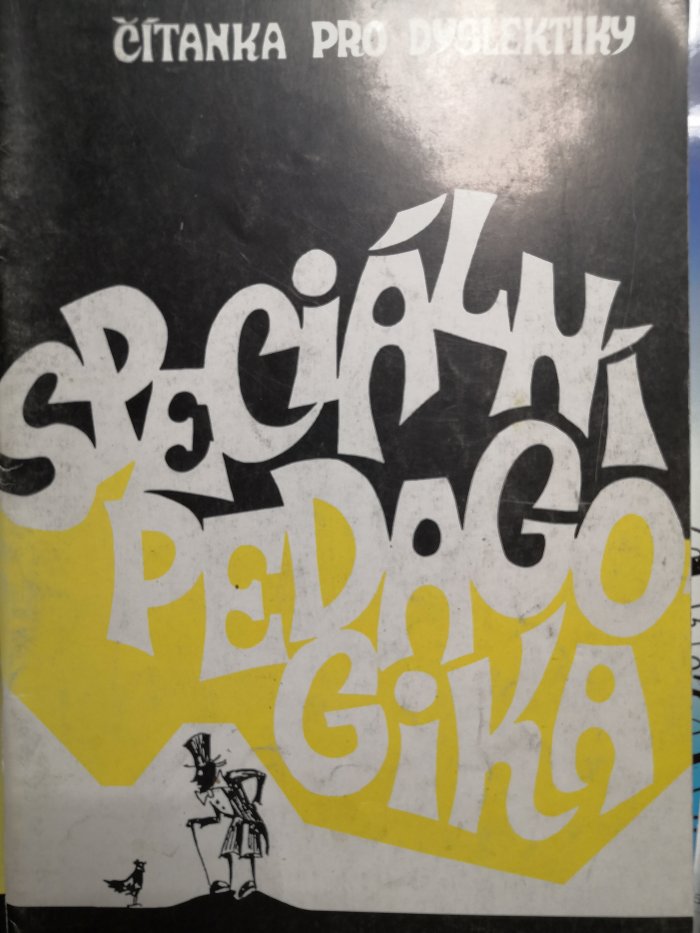 ČÍTANKA PRO DYSLEKTIKY
SPECIÁLNÍ
PEDAGO
GIKA